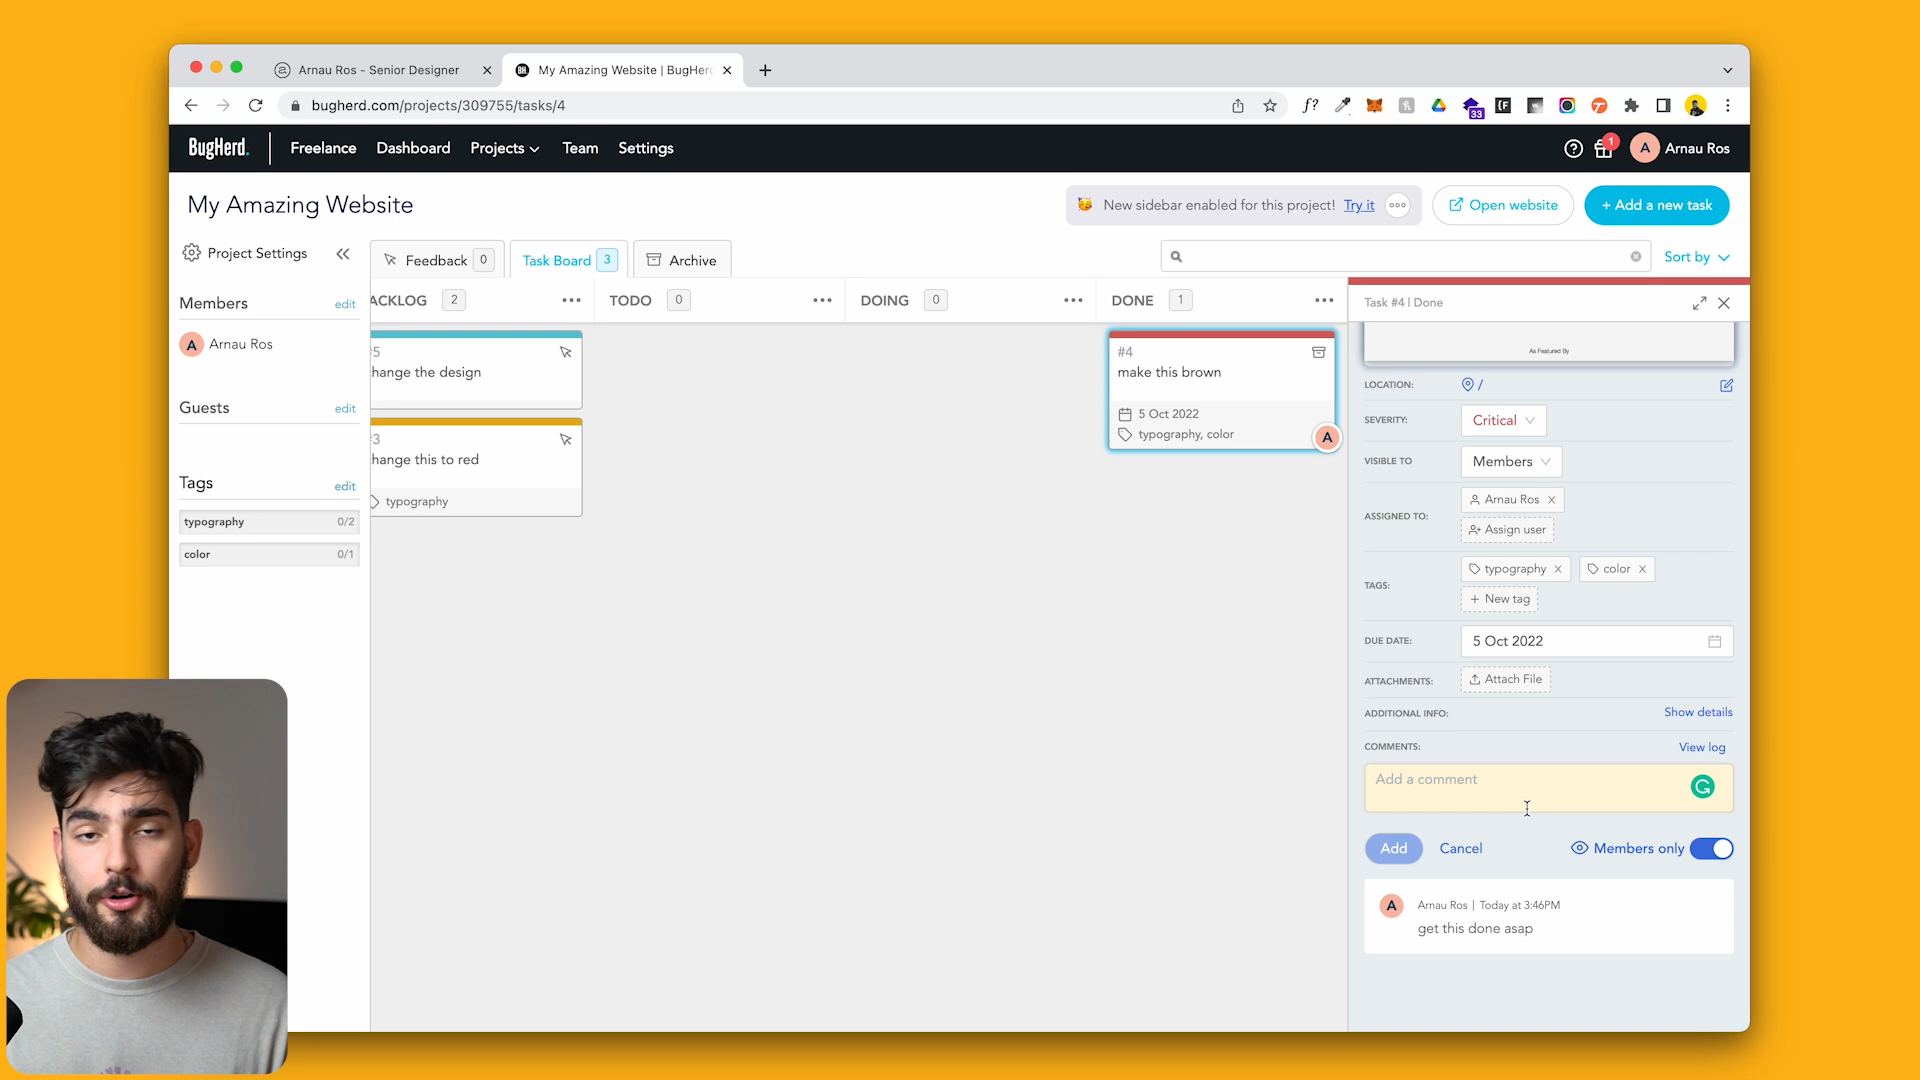 Arnau Ros - Senior Designer
My Amazing Website | BugHerd
bugherd.com/projects/309755/tasks/4
f?
33
BugHerd.
Freelance
Dashboard
Projects
Team
Settings
1
A
Arnau Ros
My Amazing Website
New sidebar enabled for this project! Try it
Open website
+ Add a new task
Project Settings
Feedback 0
Task Board 3
Archive
Sort by
Members edit
A Arnau Ros
Guests edit
Tags edit
typography 0/2
color 0/1
ACKLOG 2
TODO 0
DOING 0
DONE 1
#5
hange the design
#3
hange this to red
typography
#4
make this brown
5 Oct 2022
typography, color
A
Task #4 | Done
As Featured By
LOCATION: /
SEVERITY: Critical
VISIBLE TO Members
ASSIGNED TO: Arnau Ros
Assign user
TAGS: typography color
+ New tag
DUE DATE: 5 Oct 2022
ATTACHMENTS: Attach File
ADDITIONAL INFO: Show details
COMMENTS: View log
Add a comment
Add
Cancel
Members only
A
Arnau Ros | Today at 3:46PM
get this done asap